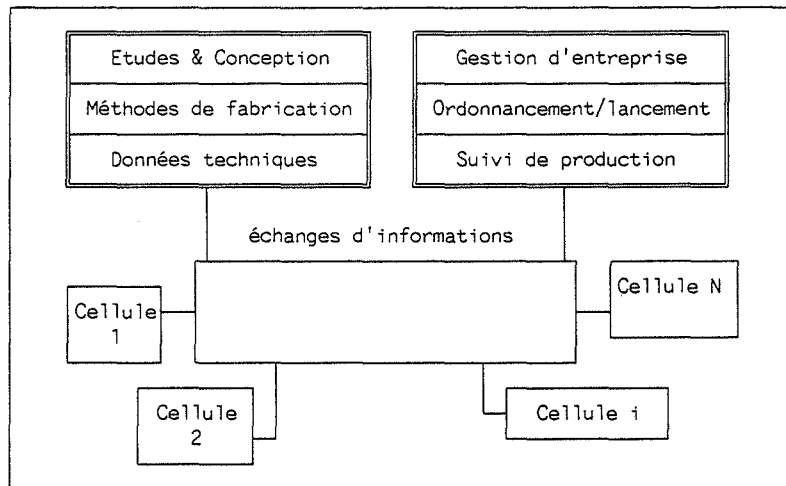 Etudes & Conception
Méthodes de fabrication
Données techniques
Gestion d'entreprise
Ordonnancement/lancement
Suivi de production
échanges d'informations
Cellule
1
Cellule N
Cellule
2
Cellule i